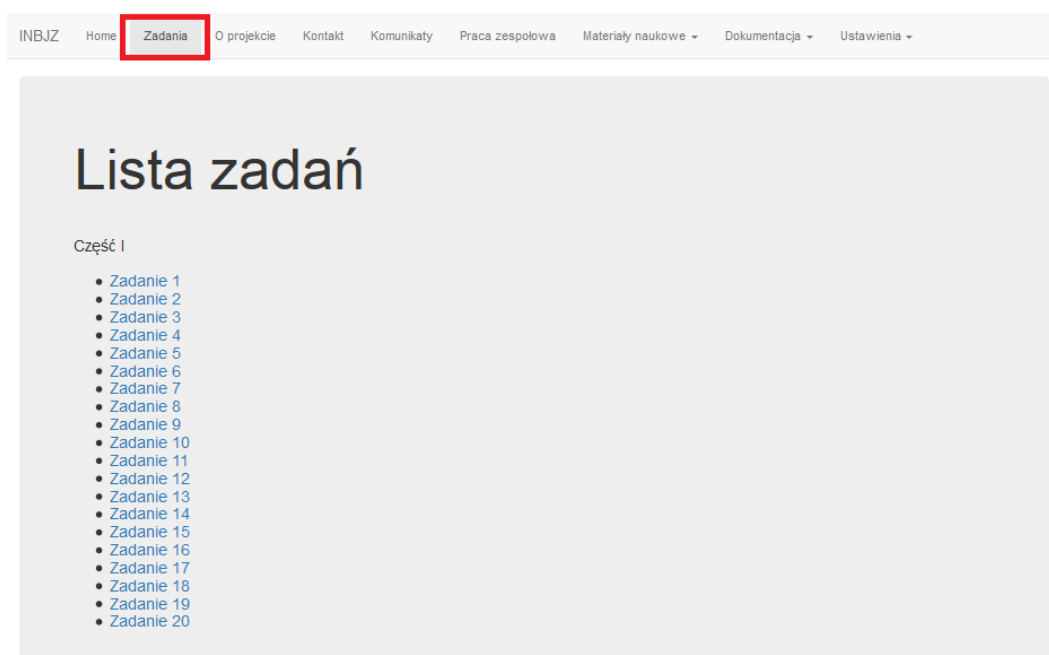 INBJZ Home Zadania O projekcie Kontakt Komunikaty Praca zespołowa Materiały naukowe Dokumentacja Ustawienia
Lista zadań
Część I
Zadanie 1
Zadanie 2
Zadanie 3
Zadanie 4
Zadanie 5
Zadanie 6
Zadanie 7
Zadanie 8
Zadanie 9
Zadanie 10
Zadanie 11
Zadanie 12
Zadanie 13
Zadanie 14
Zadanie 15
Zadanie 16
Zadanie 17
Zadanie 18
Zadanie 19
Zadanie 20